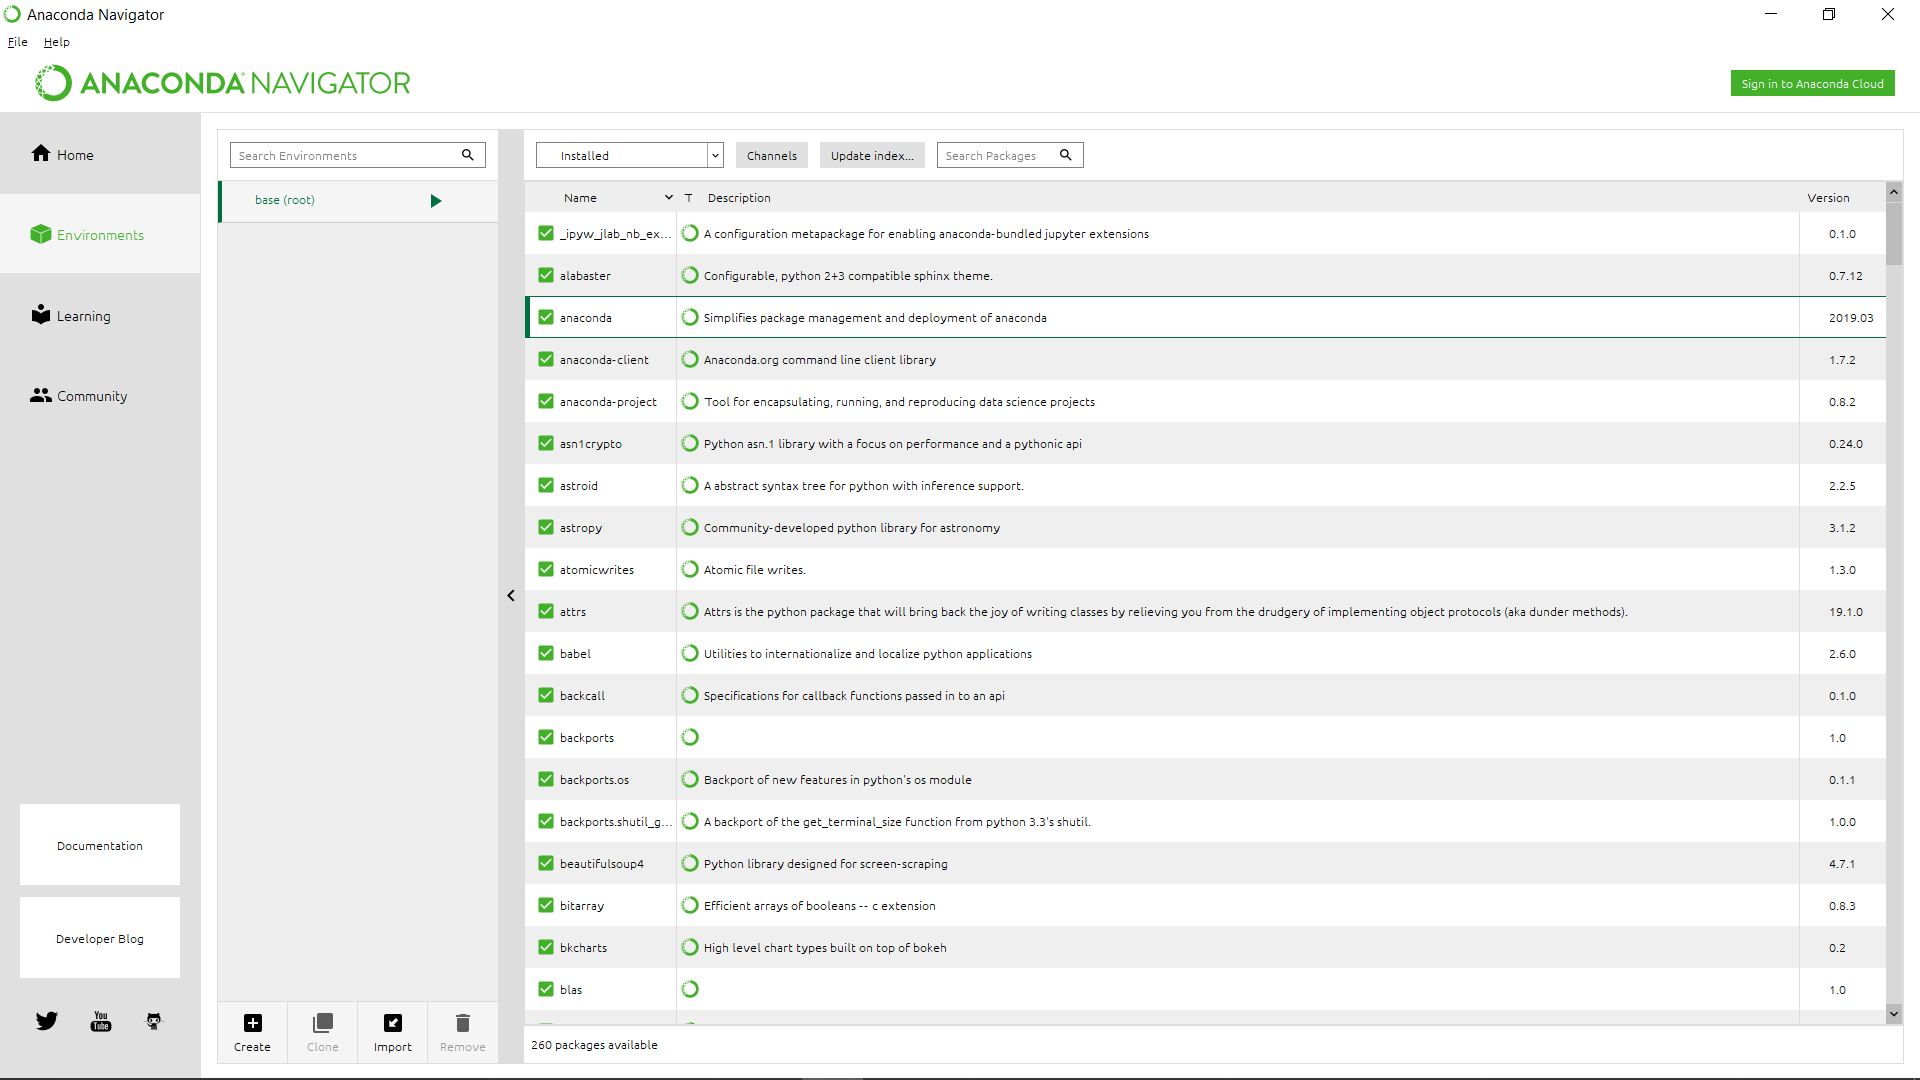 Anaconda Navigator
File Help
ANACONDA NAVIGATOR
Sign in to Anaconda Cloud
Home
Environments
Learning
Community
Documentation
Developer Blog
You
Tube
Search Environments
base (root)
Create Clone Import Remove
Installed Channels Update index... Search Packages
Name T Description Version
_ipyw_jlab_nb_ex... A configuration metapackage for enabling anaconda-bundled jupyter extensions 0.1.0
alabaster Configurable, python 2+3 compatible sphinx theme. 0.7.12
anaconda Simplifies package management and deployment of anaconda 2019.03
anaconda-client Anaconda.org command line client library 1.7.2
anaconda-project Tool for encapsulating, running, and reproducing data science projects 0.8.2
asn1crypto Python asn.1 library with a focus on performance and a pythonic api 0.24.0
astroid A abstract syntax tree for python with inference support. 2.2.5
astropy Community-developed python library for astronomy 3.1.2
atomicwrites Atomic file writes. 1.3.0
attrs Attrs is the python package that will bring back the joy of writing classes by relieving you from the drudgery of implementing object protocols (aka dunder methods). 19.1.0
babel Utilities to internationalize and localize python applications 2.6.0
backcall Specifications for callback functions passed in to an api 0.1.0
backports 1.0
backports.os Backport of new features in python's os module 0.1.1
backports.shutil_g... A backport of the get_terminal_size function from python 3.3's shutil. 1.0.0
beautifulsoup4 Python library designed for screen-scraping 4.7.1
bitarray Efficient arrays of booleans -- c extension 0.8.3
bkcharts High level chart types built on top of bokeh 0.2
blas 1.0
260 packages available